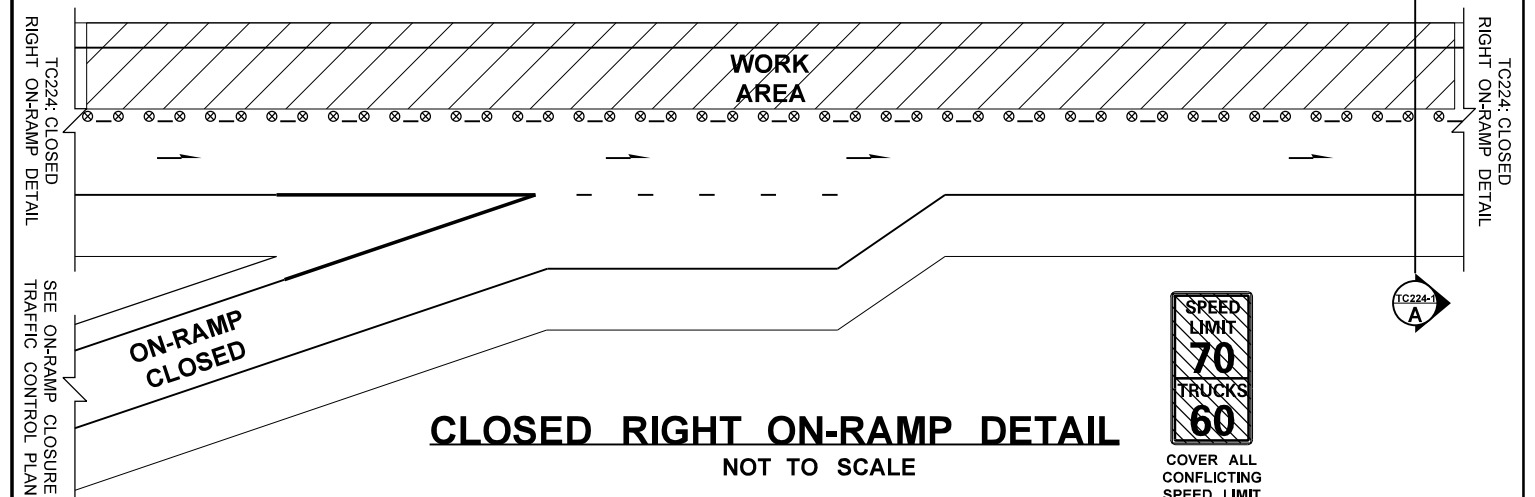 TC224: CLOSED
RIGHT ON-RAMP DETAIL
WORK
AREA
TC224: CLOSED
RIGHT ON-RAMP DETAIL
SEE ON-RAMP CLOSURE
TRAFFIC CONTROL PLAN
ON-RAMP
CLOSED
SPEED
LIMIT
70
TRUCKS
60
TC224-1
A
CLOSED RIGHT ON-RAMP DETAIL
NOT TO SCALE
COVER ALL
CONFLICTING
SPEED LIMIT